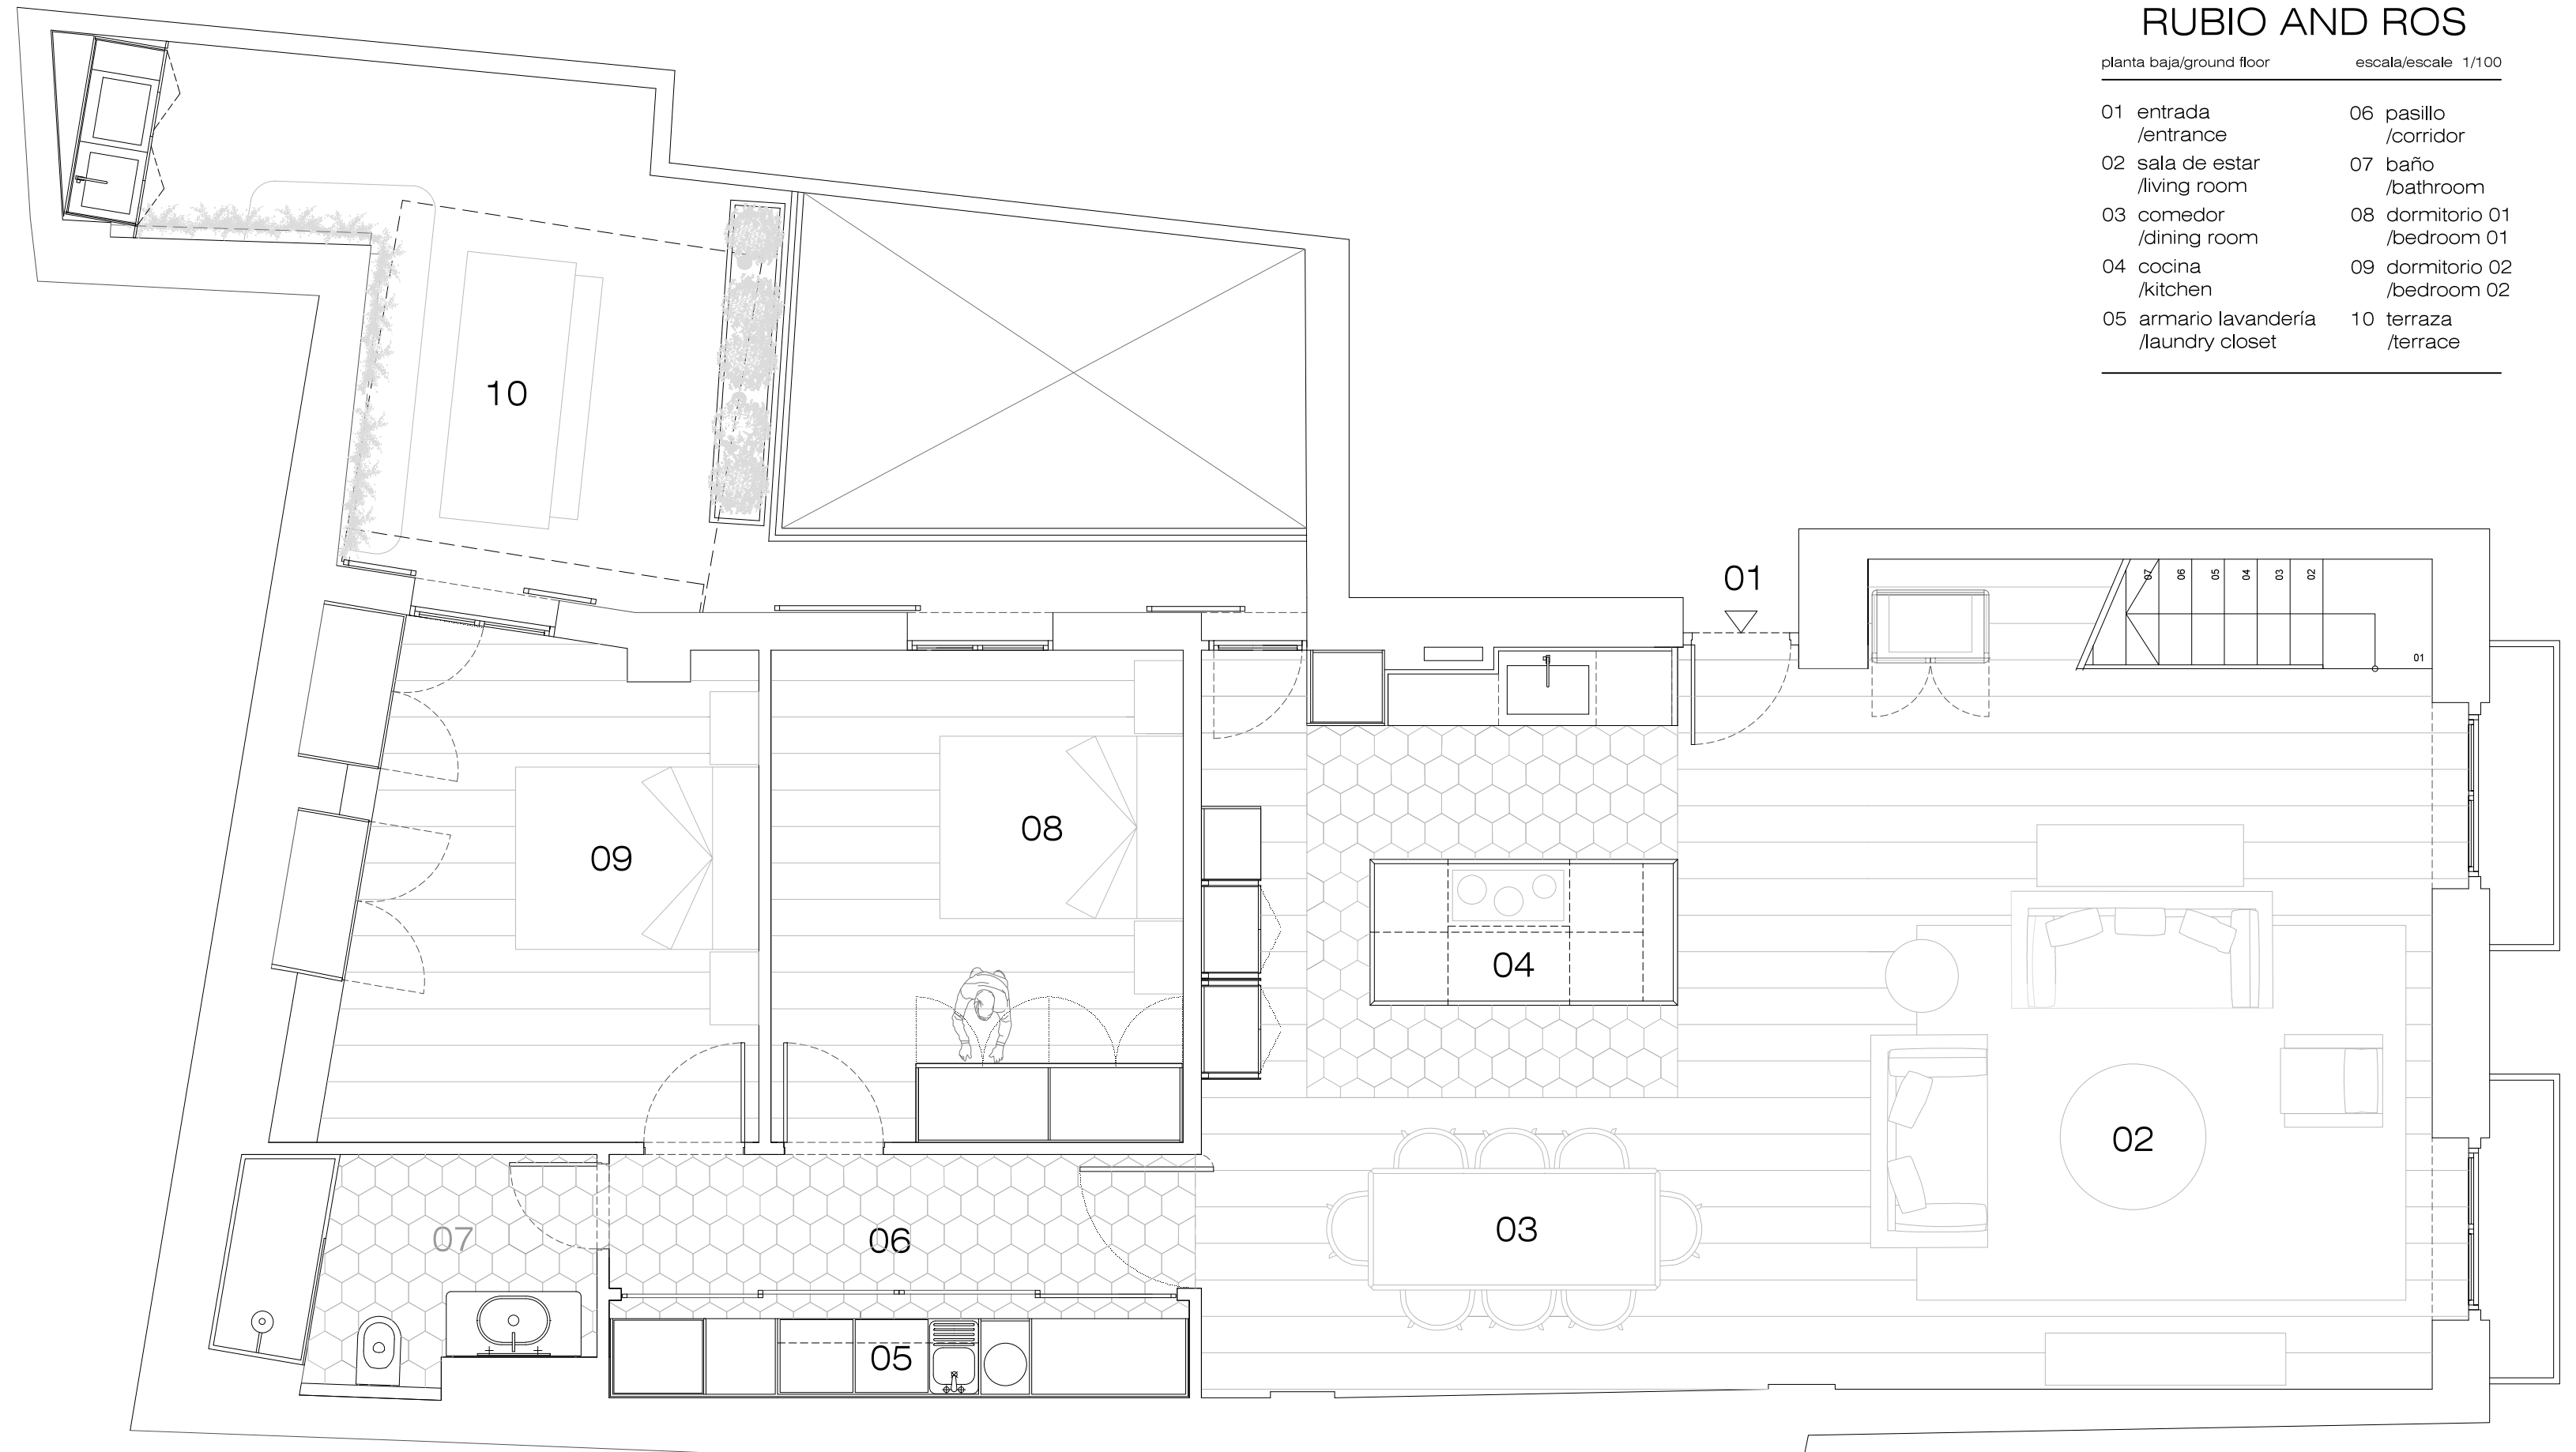 RUBIO AND ROS
planta baja/ground floor escala/escale 1/100
01 entrada
/entrance
02 sala de estar
/living room
03 comedor
/dining room
04 cocina
/kitchen
05 armario lavandería
/laundry closet
06 pasillo
/corridor
07 baño
/bathroom
08 dormitorio 01
/bedroom 01
09 dormitorio 02
/bedroom 02
10 terraza
/terrace
10
01
07 06 05 04 03 02
01
09
08
04
02
03
07
06
05